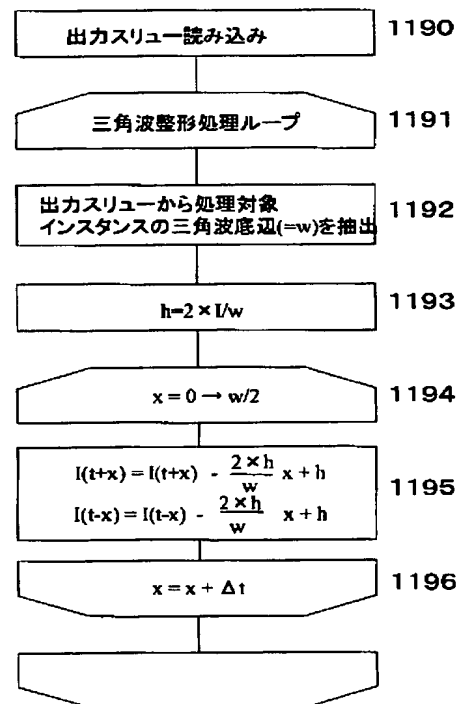 出力スリュー読み込み 1190
三角波整形処理ループ 1191
出力スリューから処理対象 1192
インスタンスの三角波底辺(=w)を抽出
h=2×I/w 1193
x = 0 → w/2 1194
I(t+x) = I(t+x) - 2×h/w x + h 1195
I(t-x) = I(t-x) - 2×h/w x + h
x = x + Δt 1196